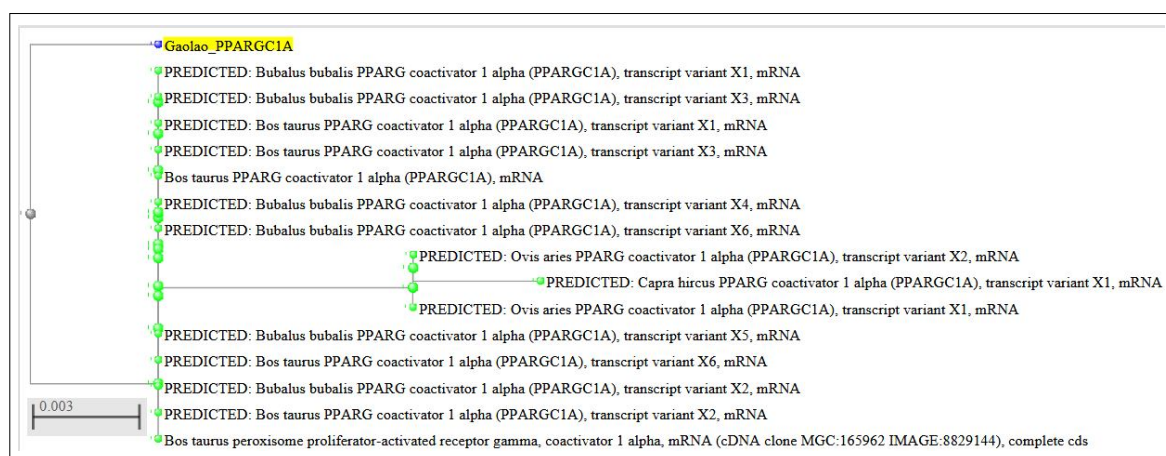 Gaolao_PPARGC1A
PREDICTED: Bubalus bubalis PPARG coactivator 1 alpha (PPARGC1A), transcript variant X1, mRNA
PREDICTED: Bubalus bubalis PPARG coactivator 1 alpha (PPARGC1A), transcript variant X3, mRNA
PREDICTED: Bos taurus PPARG coactivator 1 alpha (PPARGC1A), transcript variant X1, mRNA
PREDICTED: Bos taurus PPARG coactivator 1 alpha (PPARGC1A), transcript variant X3, mRNA
Bos taurus PPARG coactivator 1 alpha (PPARGC1A), mRNA
PREDICTED: Bubalus bubalis PPARG coactivator 1 alpha (PPARGC1A), transcript variant X4, mRNA
PREDICTED: Bubalus bubalis PPARG coactivator 1 alpha (PPARGC1A), transcript variant X6, mRNA
PREDICTED: Ovis aries PPARG coactivator 1 alpha (PPARGC1A), transcript variant X2, mRNA
PREDICTED: Capra hircus PPARG coactivator 1 alpha (PPARGC1A), transcript variant X1, mRNA
PREDICTED: Ovis aries PPARG coactivator 1 alpha (PPARGC1A), transcript variant X1, mRNA
PREDICTED: Bubalus bubalis PPARG coactivator 1 alpha (PPARGC1A), transcript variant X5, mRNA
PREDICTED: Bos taurus PPARG coactivator 1 alpha (PPARGC1A), transcript variant X6, mRNA
PREDICTED: Bubalus bubalis PPARG coactivator 1 alpha (PPARGC1A), transcript variant X2, mRNA
0.003
PREDICTED: Bos taurus PPARG coactivator 1 alpha (PPARGC1A), transcript variant X2, mRNA
Bos taurus peroxisome proliferator-activated receptor gamma, coactivator 1 alpha, mRNA (cDNA clone MGC:165962 IMAGE:8829144), complete cds